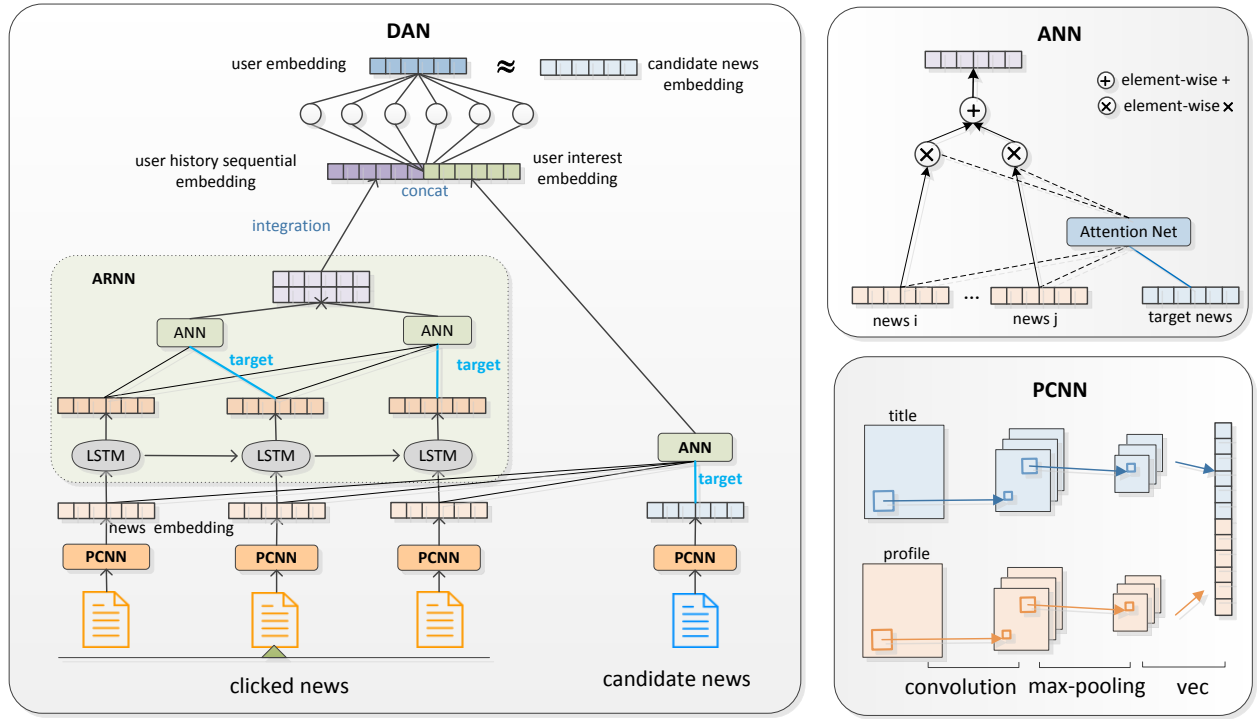 DAN
user embedding
≈
candidate news
embedding
user history sequential
embedding
user interest
embedding
concat
integration
ARNN
ANN
ANN
target
target
LSTM
LSTM
LSTM
ANN
target
news embedding
PCNN
PCNN
PCNN
PCNN
clicked news
candidate news
ANN
element-wise +
element-wise ×
Attention Net
...
news i
news j
target news
PCNN
title
profile
convolution
max-pooling
vec